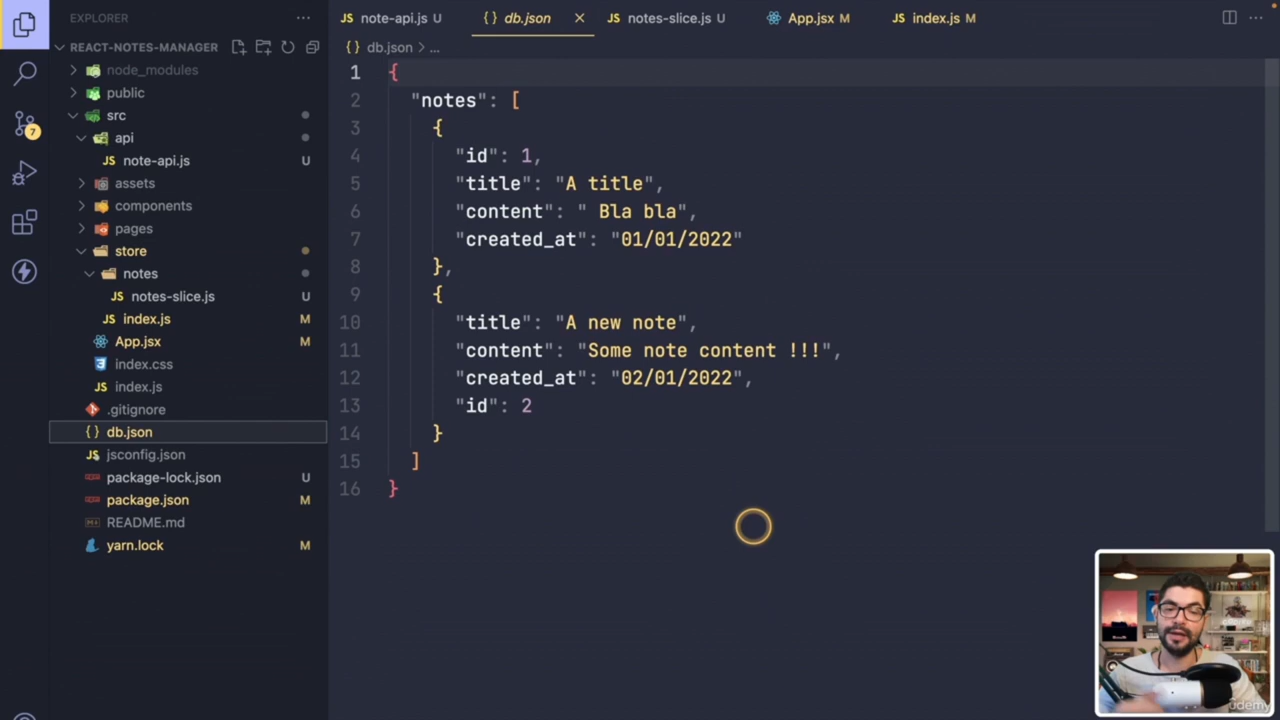 EXPLORER
REACT-NOTES-MANAGER
node_modules
public
src
api
note-api.js U
assets
components
pages
store
notes
notes-slice.js U
index.js M
App.jsx M
index.css
index.js
.gitignore
db.json
jsconfig.json
package-lock.json U
package.json M
README.md
yarn.lock M
7
note-api.js U
db.json
notes-slice.js U
App.jsx M
index.js M
db.json > ...
1 {
2 "notes": [
3 {
4 "id": 1,
5 "title": "A title",
6 "content": " Bla bla",
7 "created_at": "01/01/2022"
8 },
9 {
10 "title": "A new note",
11 "content": "Some note content !!!",
12 "created_at": "02/01/2022",
13 "id": 2
14 }
15 ]
16 }
udemy